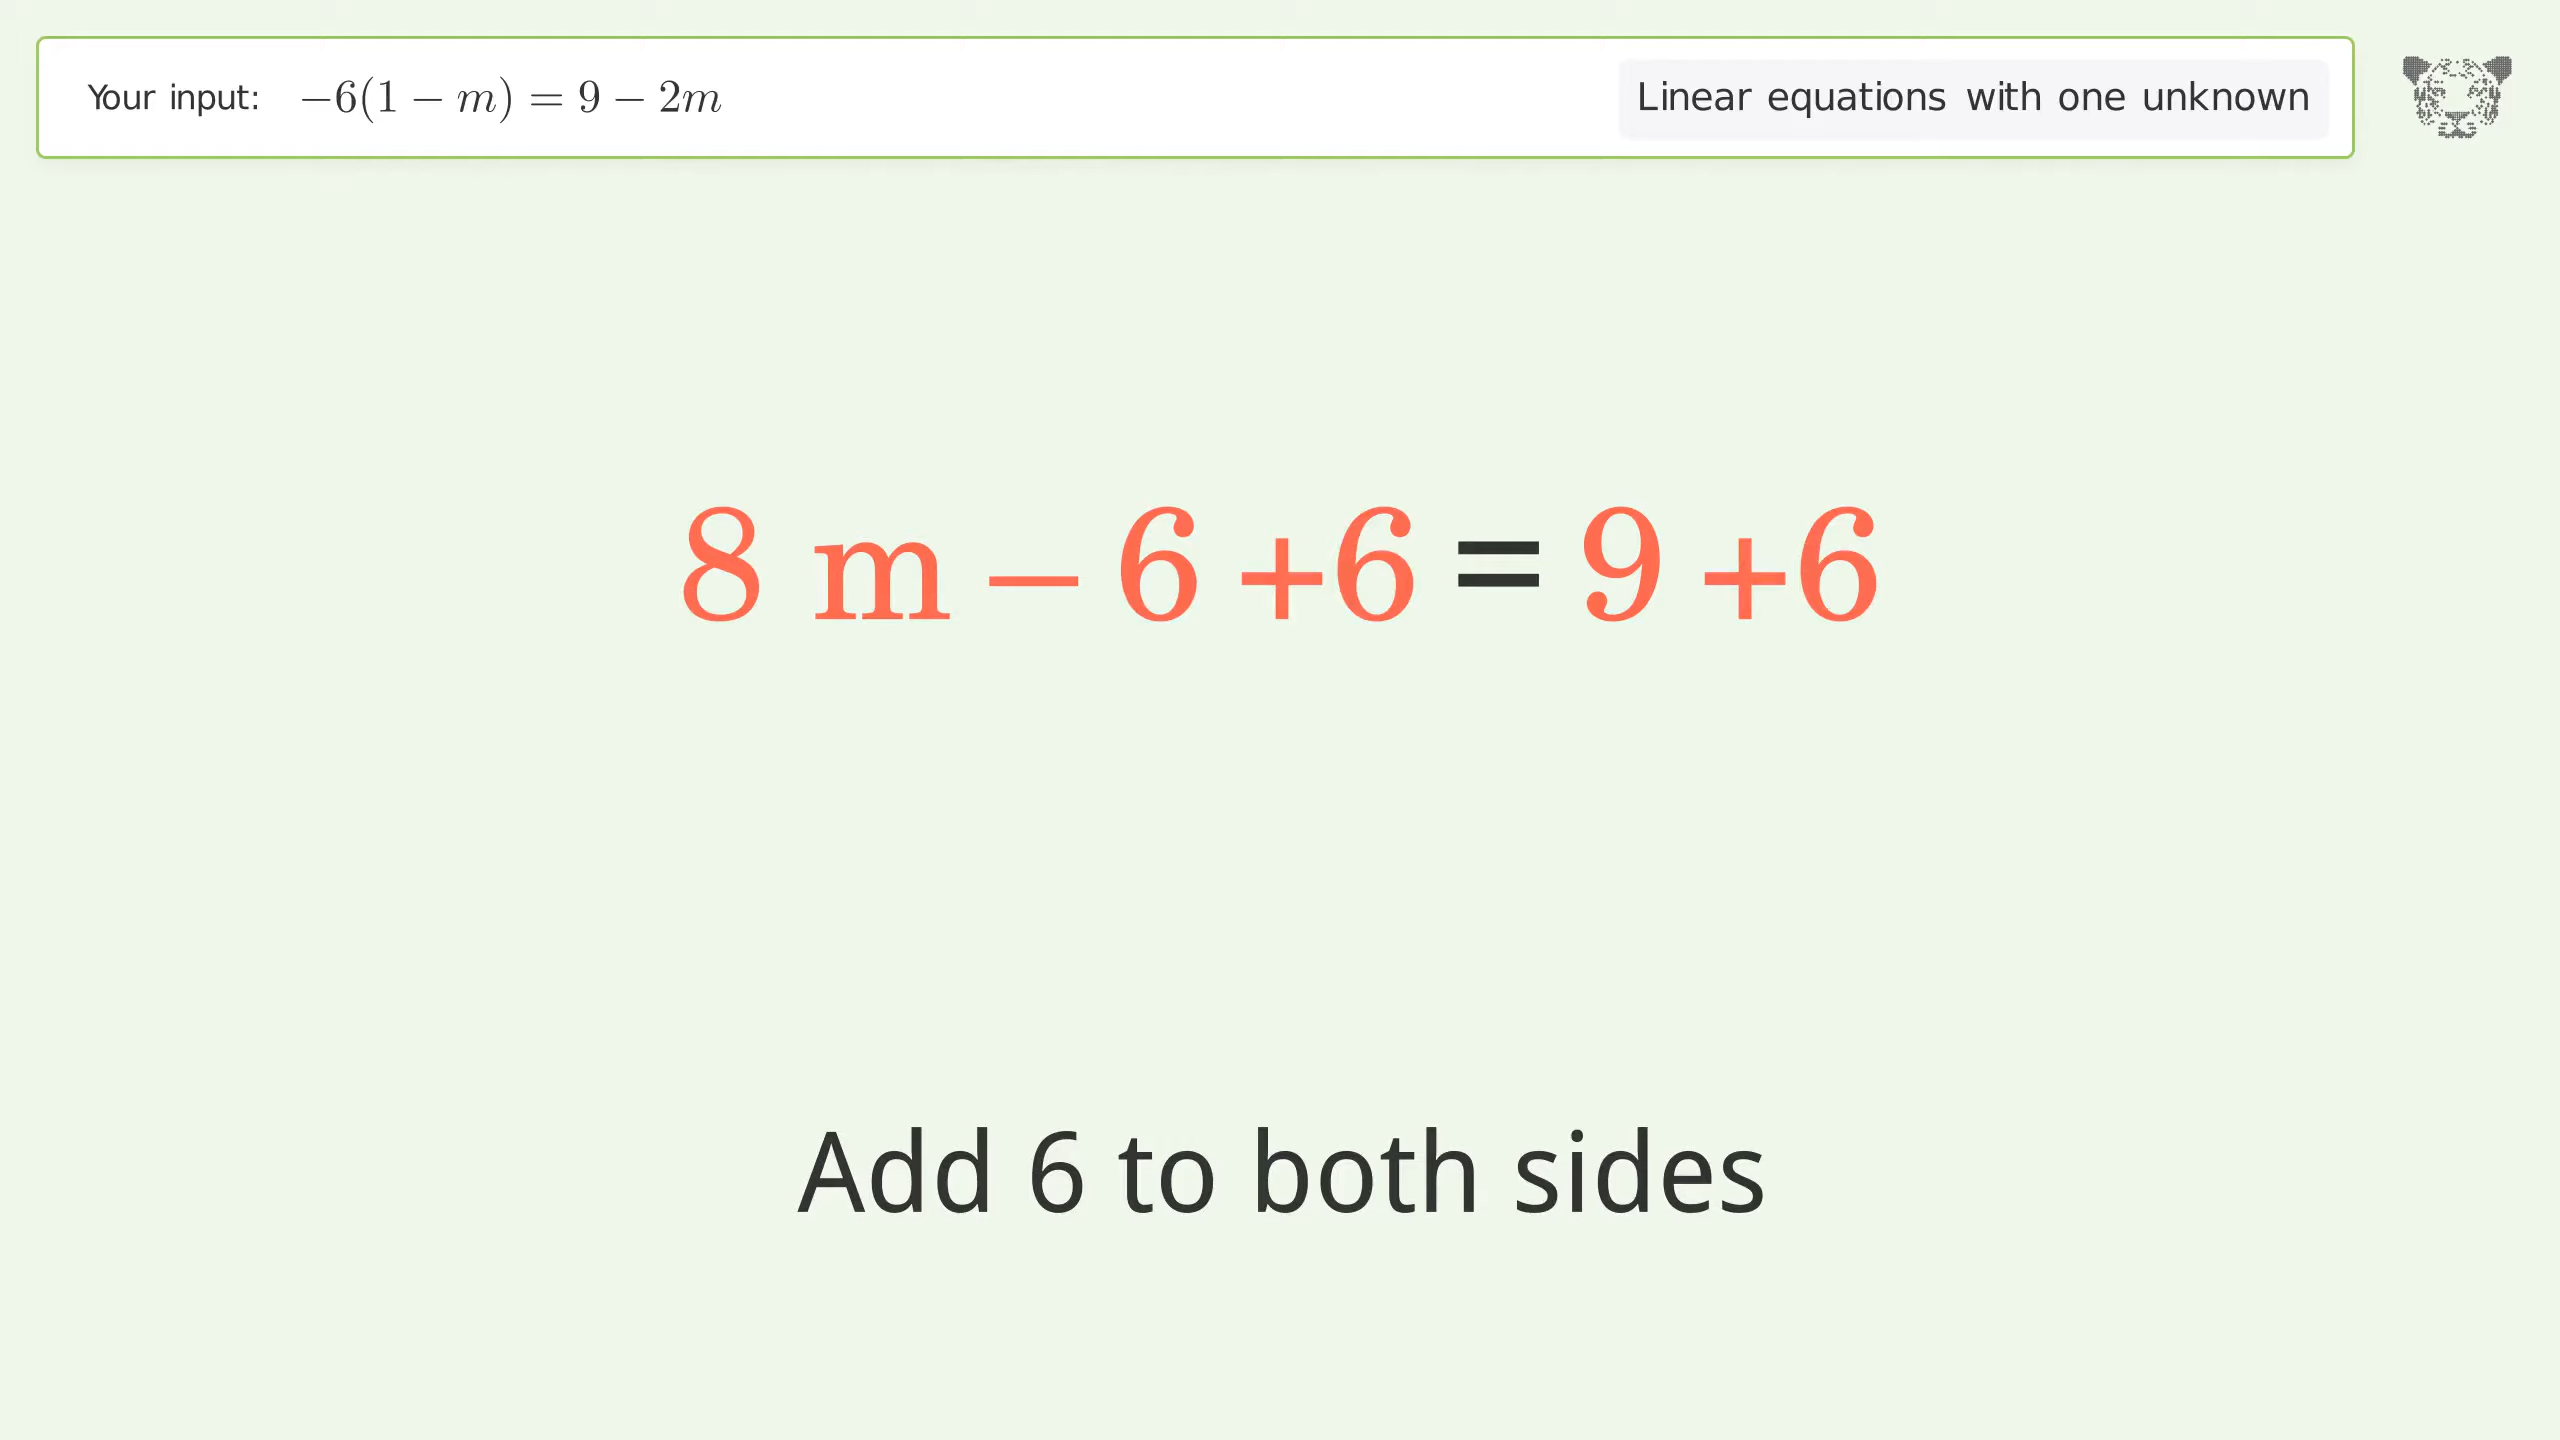 Your input: −6(1 − m) = 9 − 2m
Linear equations with one unknown
8 m − 6 +6 = 9 +6
Add 6 to both sides